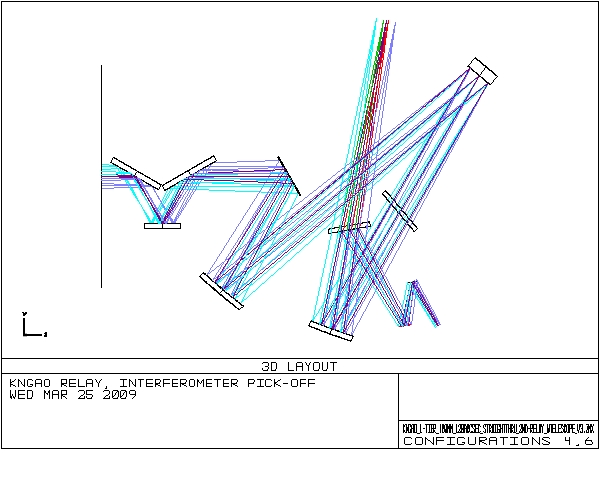 Y
Z
3D LAYOUT
KNGAO RELAY, INTERFEROMETER PICK-OFF
WED MAR 25 2009
CONFIGURATIONS 4,6